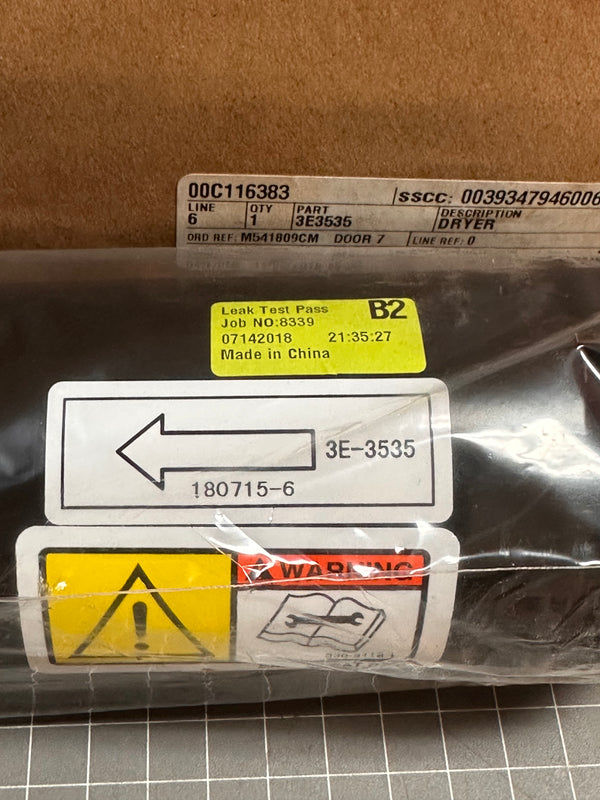 00C116383 SSCC: 0039347946006
LINE QTY PART DESCRIPTION
6 1 3E3535 DRYER
ORD REF: M541809CM DOOR 7 LINE REF: 0
Leak Test Pass B2
Job NO:8339
07142018 21:35:27
Made in China
3E-3535
180715-6
WARNING